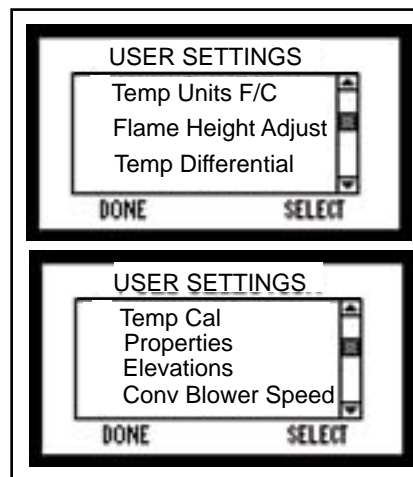 USER SETTINGS
Temp Units F/C
Flame Height Adjust
Temp Differential
DONE SELECT
USER SETTINGS
Temp Cal
Properties
Elevations
Conv Blower Speed
DONE SELECT